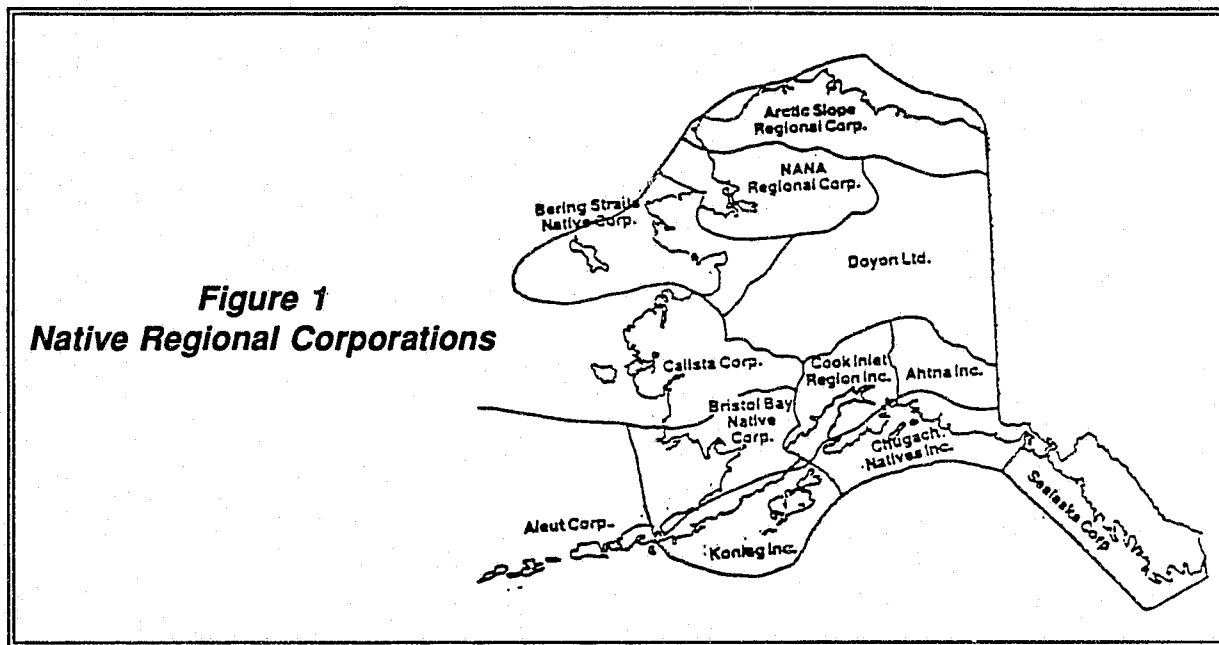 Figure 1
Native Regional Corporations
Arctic Slope
Regional Corp.
NANA
Regional Corp.
Bering Straits
Native Corp.
Doyon Ltd.
Calista Corp.
Cook Inlet
Region Inc.
Ahtna Inc.
Bristol Bay
Native
Corp.
Chugach
Natives Inc.
Sealaska Corp
Aleut Corp.
Koniag Inc.